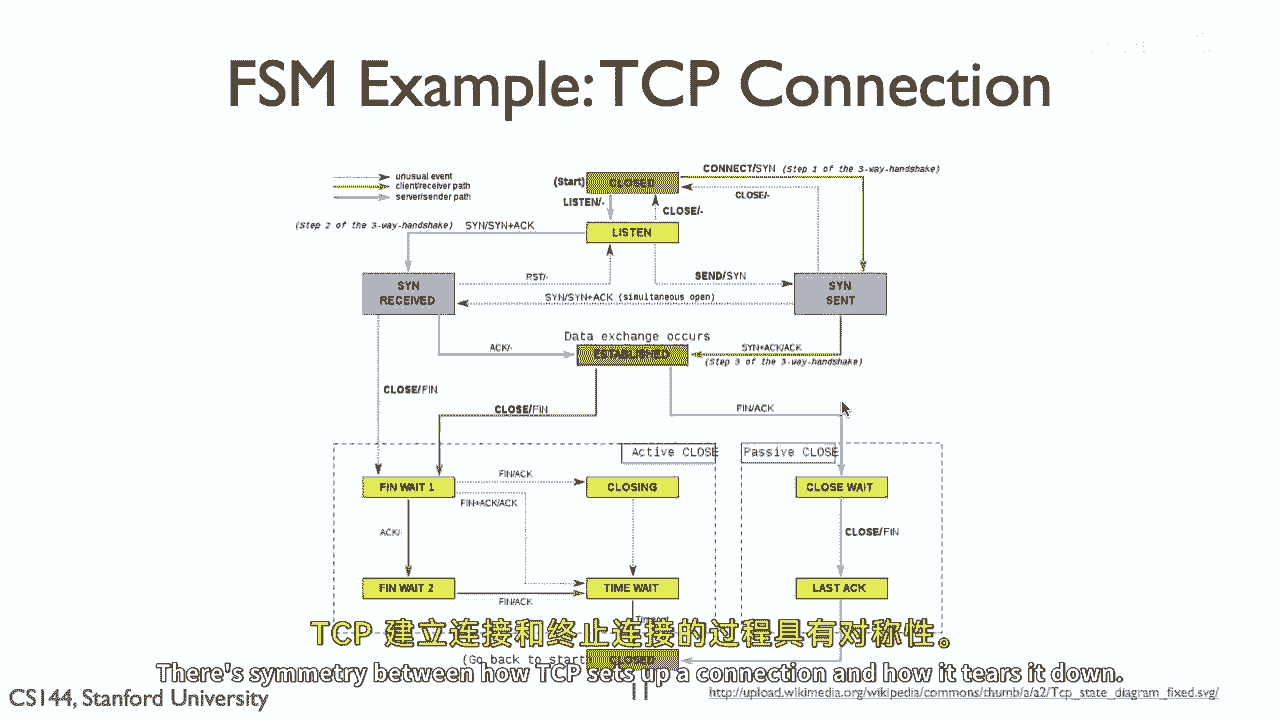 FSM Example: TCP Connection
unusual event
client/receiver path
server/sender path
(Start)
CLOSED
CONNECT/SYN (Step 1 of the 3-way-handshake)
CLOSE/-
LISTEN/-
CLOSE/-
(Step 2 of the 3-way-handshake) SYN/SYN+ACK
LISTEN
RST/-
SEND/SYN
SYN
RECEIVED
SYN
SENT
SYN/SYN+ACK (simultaneous open)
Data exchange occurs
ACK/-
ESTABLISHED
SYN+ACK/ACK
(Step 3 of the 3-way-handshake)
CLOSE/FIN
CLOSE/FIN
FIN/ACK
Active CLOSE
Passive CLOSE
FIN WAIT 1
FIN/ACK
CLOSING
CLOSE WAIT
FIN+ACK/ACK
ACK/-
CLOSE/FIN
FIN WAIT 2
FIN/ACK
TIME WAIT
LAST ACK
TCP 建立连接和终止连接的过程具有对称性。
(Go back to start
CLOSED
There's symmetry between how TCP sets up a connection and how it tears it down.
CS144, Stanford University
http://upload.wikimedia.org/wikipedia/commons/thumb/a/a2/Tcp_state_diagram_fixed.svg/